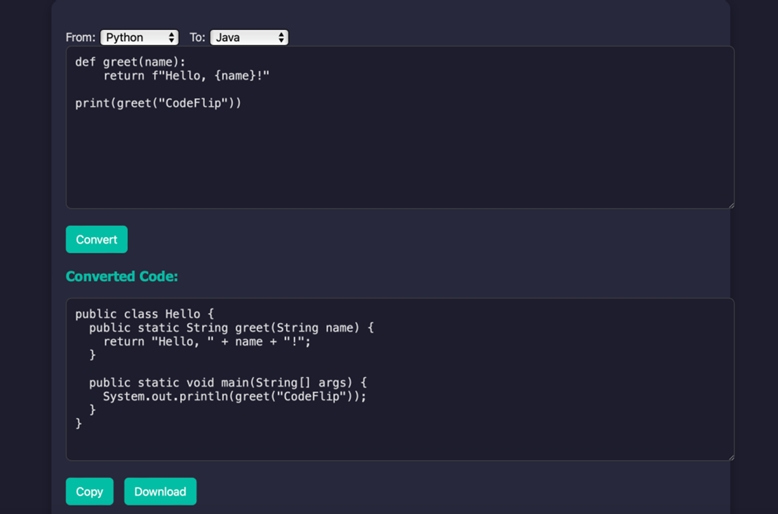 From: Python To: Java
def greet(name):
    return f"Hello, {name}!"
print(greet("CodeFlip"))
Convert
Converted Code:
public class Hello {
  public static String greet(String name) {
    return "Hello, " + name + "!";
  }
  public static void main(String[] args) {
    System.out.println(greet("CodeFlip"));
  }
}
Copy Download